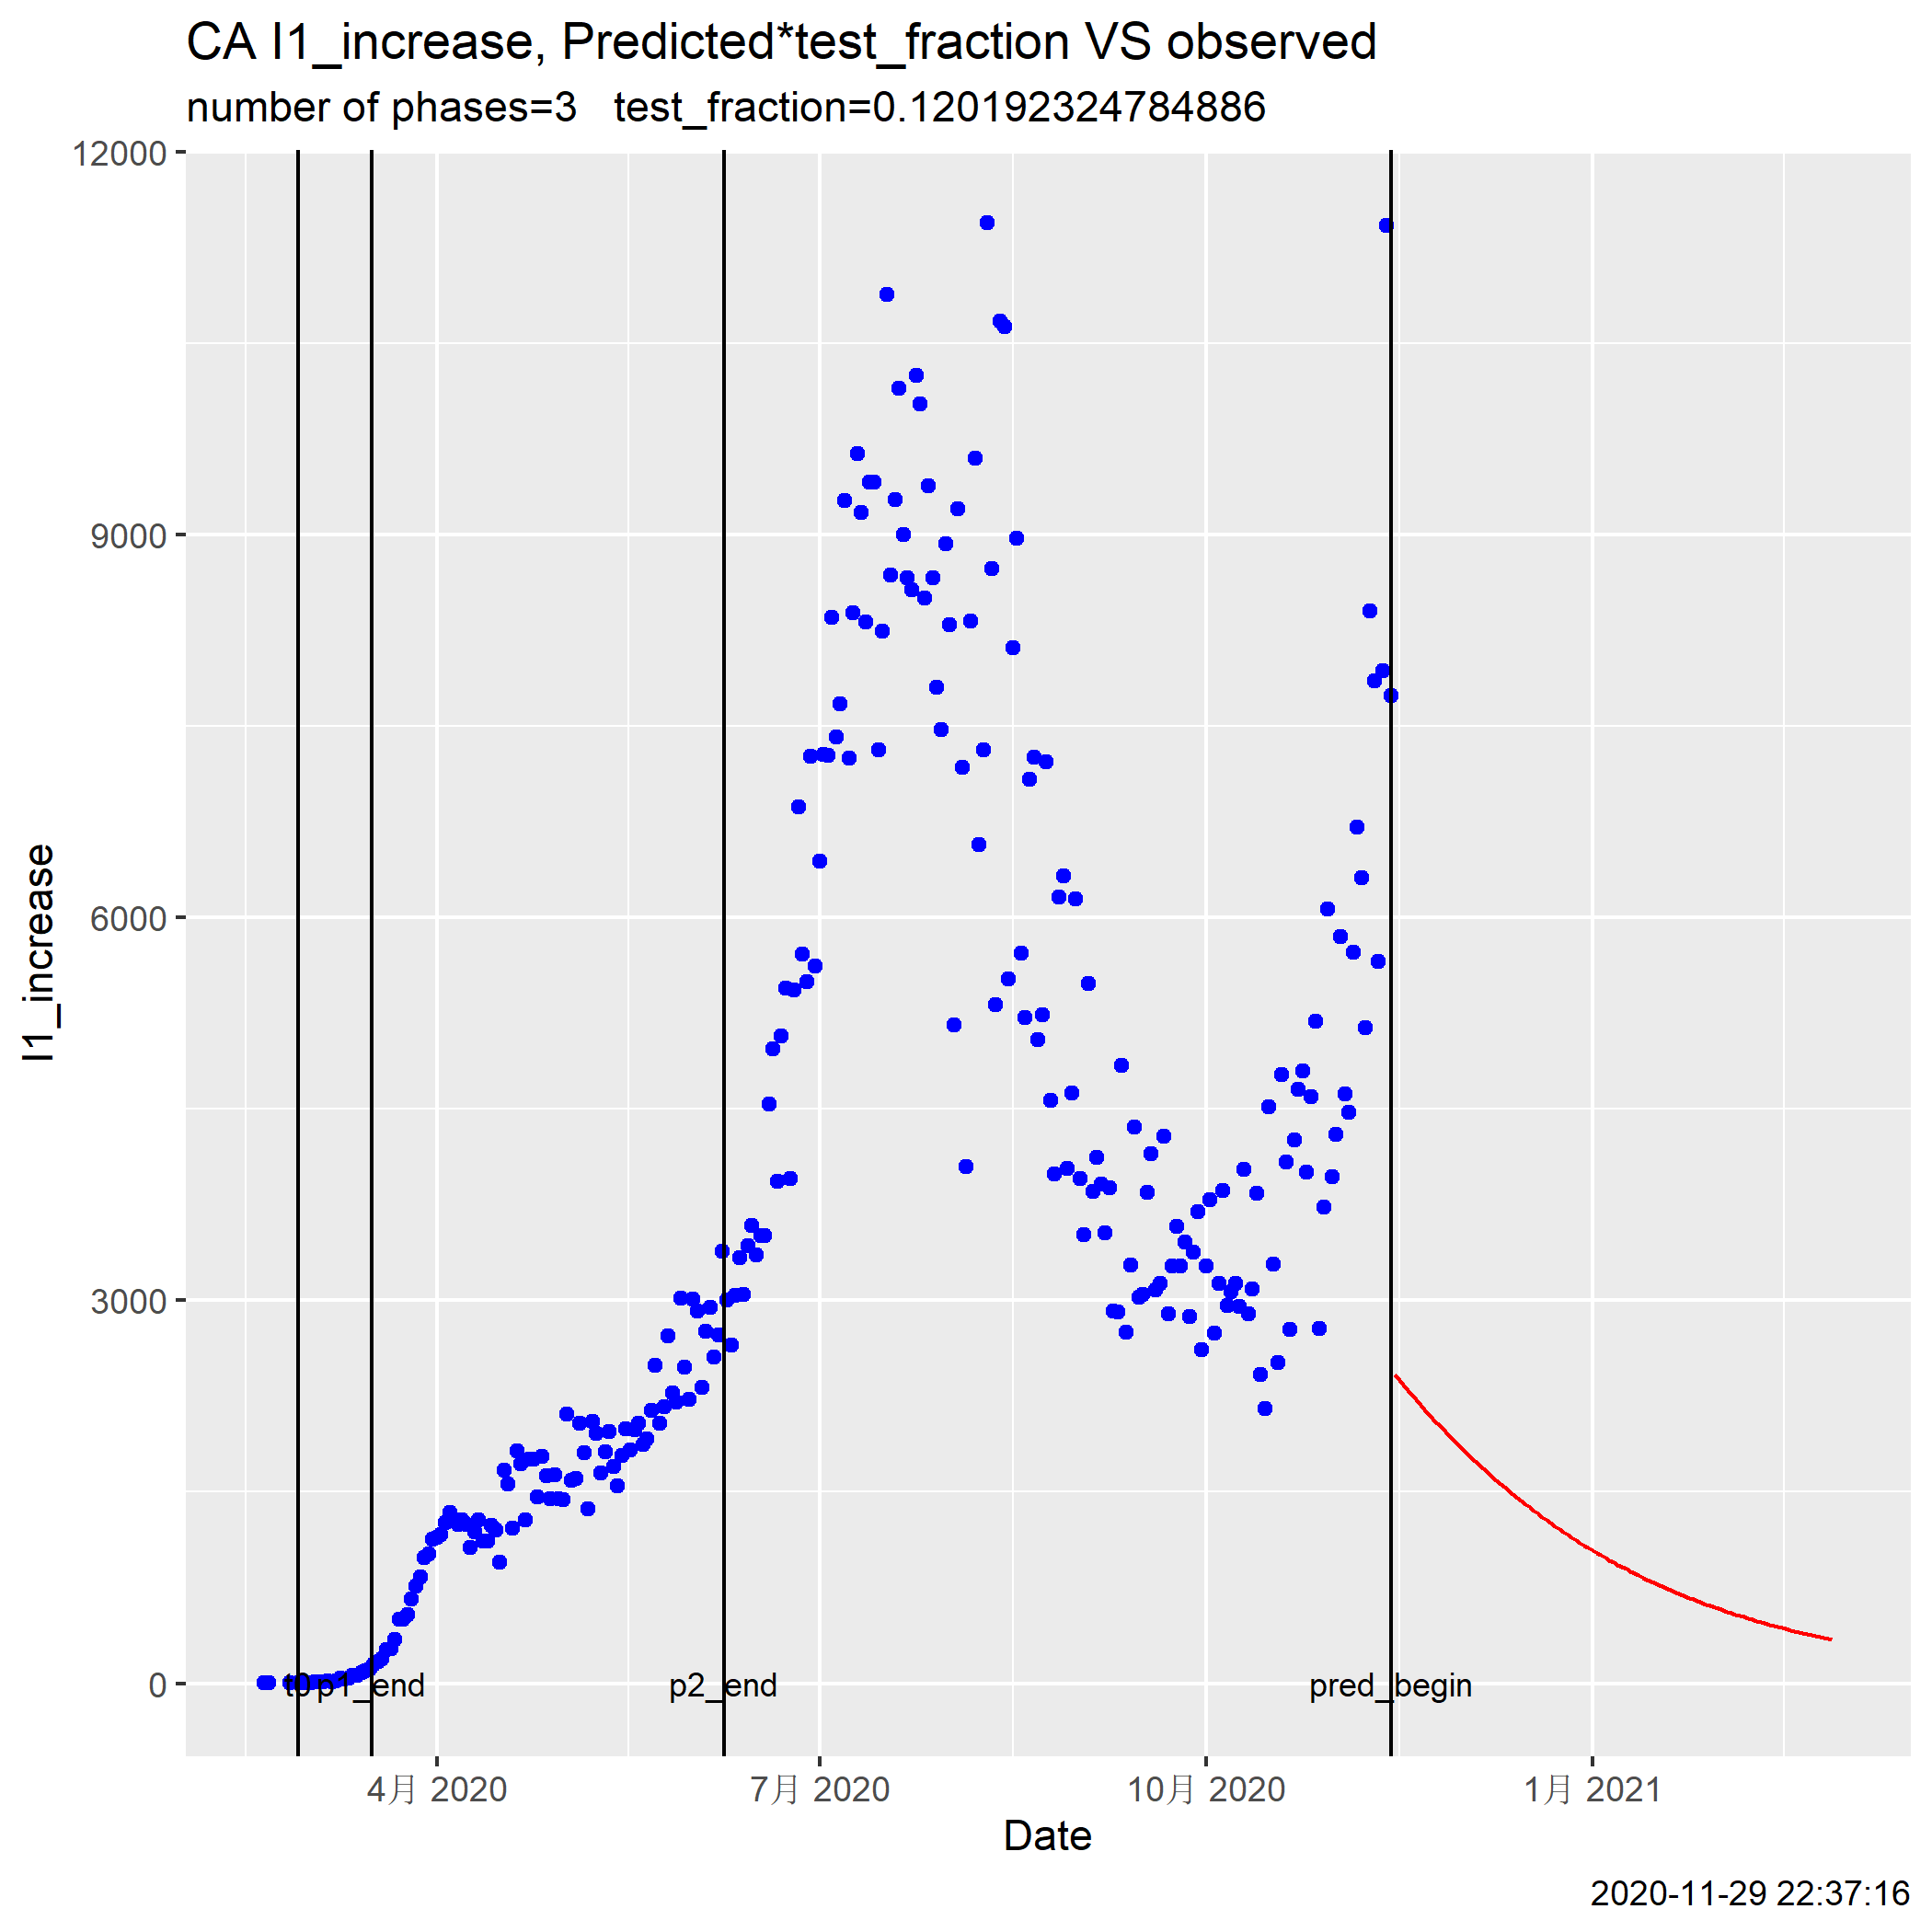 CA I1_increase, Predicted*test_fraction VS observed
number of phases=3 test_fraction=0.120192324784886
12000
9000
6000
3000
0
I1_increase
p1_end
p2_end
pred_begin
4月 2020
7月 2020
10月 2020
1月 2021
Date
2020-11-29 22:37:16